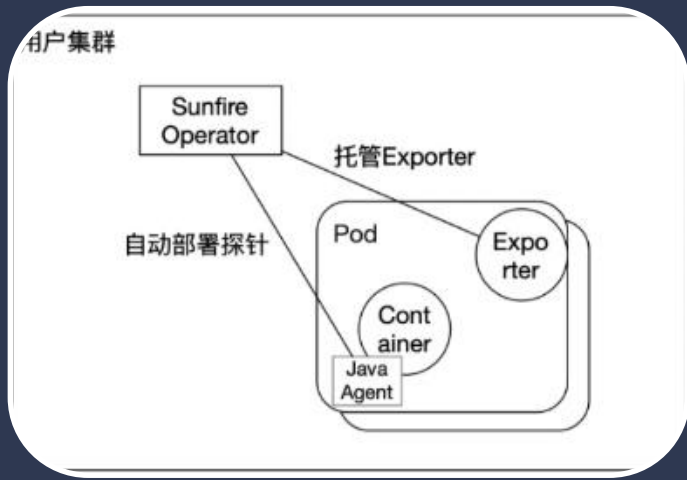 用户集群
Sunfire
Operator
托管Exporter
自动部署探针
Pod
Expo
rter
Cont
ainer
Java
Agent